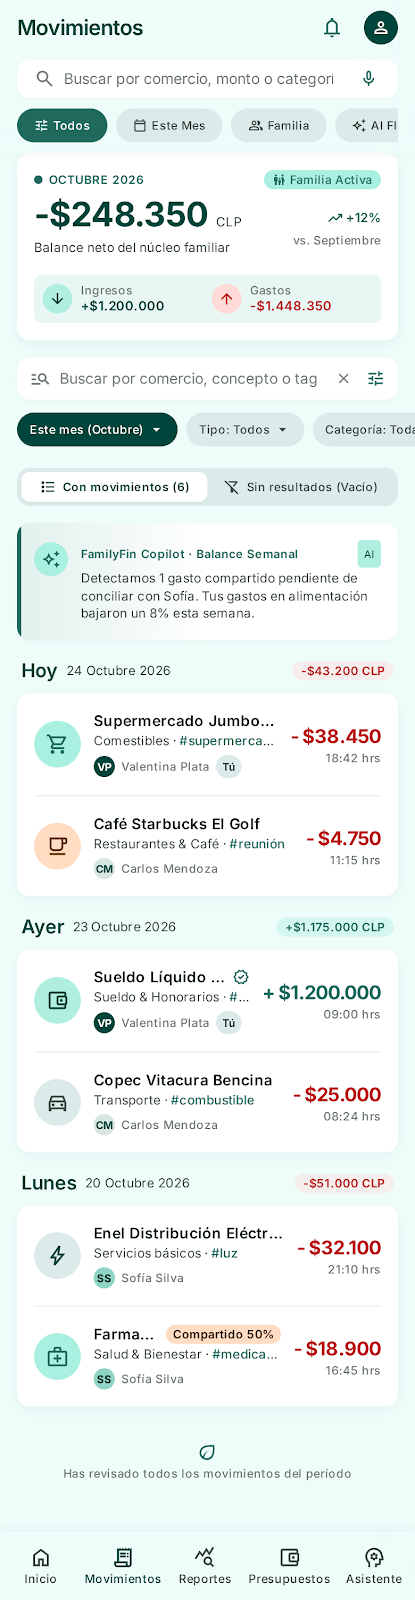 Movimientos
Buscar por comercio, monto o categorí
Todos
Este Mes
Familia
AI Fl
OCTUBRE 2026
Familia Activa
-$248.350 CLP
+12%
Balance neto del núcleo familiar
vs. Septiembre
Ingresos
+$1.200.000
Gastos
-$1.448.350
Buscar por comercio, concepto o tag
Este mes (Octubre)
Tipo: Todos
Categoría: Toda
Con movimientos (6)
Sin resultados (Vacío)
FamilyFin Copilot · Balance Semanal
AI
Detectamos 1 gasto compartido pendiente de
conciliar con Sofía. Tus gastos en alimentación
bajaron un 8% esta semana.
Hoy 24 Octubre 2026
-$43.200 CLP
Supermercado Jumbo...
Comestibles · #supermerca...
VP Valentina Plata Tú
-$38.450
18:42 hrs
Café Starbucks El Golf
Restaurantes & Café · #reunión
CM Carlos Mendoza
-$4.750
11:15 hrs
Ayer 23 Octubre 2026
+$1.175.000 CLP
Sueldo Líquido ...
Sueldo & Honorarios · #...
VP Valentina Plata Tú
+$1.200.000
09:00 hrs
Copec Vitacura Bencina
Transporte · #combustible
CM Carlos Mendoza
-$25.000
08:24 hrs
Lunes 20 Octubre 2026
-$51.000 CLP
Enel Distribución Eléctr...
Servicios básicos · #luz
SS Sofía Silva
-$32.100
21:10 hrs
Farma... Compartido 50%
Salud & Bienestar · #medica...
SS Sofía Silva
-$18.900
16:45 hrs
Has revisado todos los movimientos del período
Inicio
Movimientos
Reportes
Presupuestos
Asistente